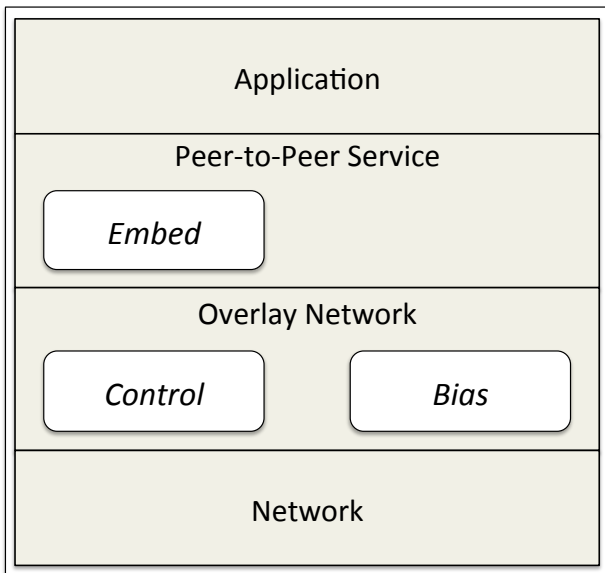 Application
Peer-to-Peer Service
Embed
Overlay Network
Control
Bias
Network